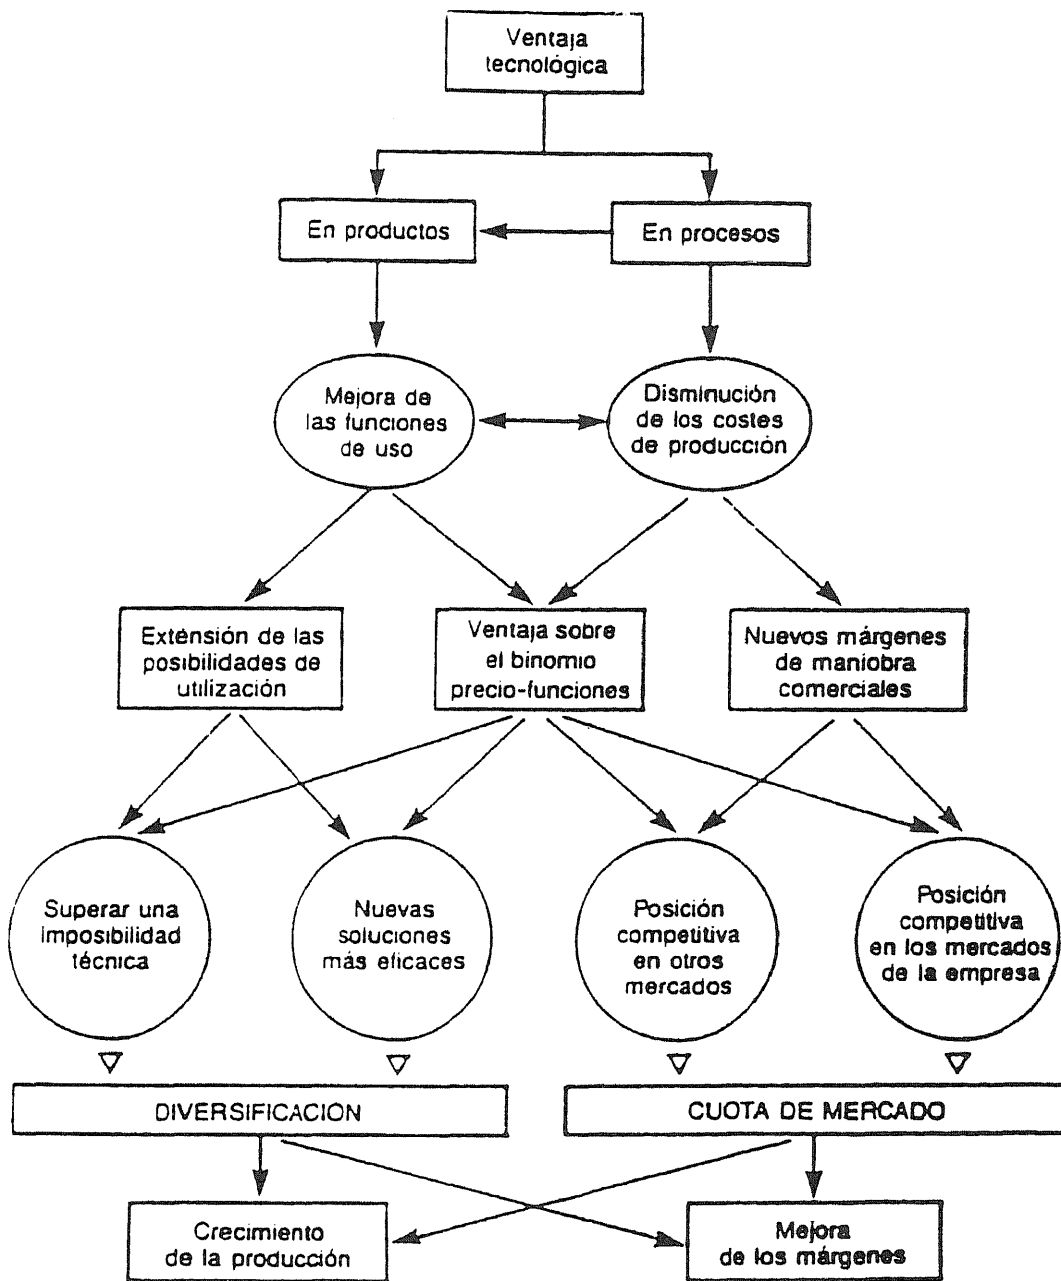 Ventaja
tecnológica
En productos
En procesos
Mejora de
las funciones
de uso
Disminución
de los costes
de producción
Extensión de las
posibilidades de
utilización
Ventaja sobre
el binomio
precio-funciones
Nuevos márgenes
de maniobra
comerciales
Superar una
imposibilidad
técnica
Nuevas
soluciones
más eficaces
Posición
competitiva
en otros
mercados
Posición
competitiva
en los mercados
de la empresa
DIVERSIFICACIÓN
CUOTA DE MERCADO
Crecimiento
de la producción
Mejora
de los márgenes